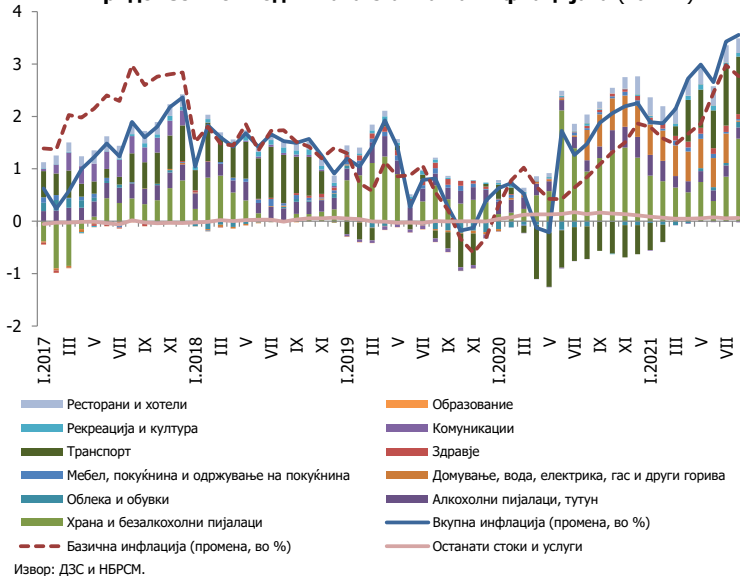 4
3
2
1
0
-1
-2
I.2017
III
V
VII
IX
XI
I.2018
III
V
VII
IX
XI
I.2019
III
V
VII
IX
XI
I.2020
III
V
VII
IX
XI
I.2021
III
V
VII
Ресторани и хотели
Образование
Рекреација и култура
Комуникации
Транспорт
Здравје
Мебел, покуќнина и одржување на покуќнина
Домување, вода, електрика, гас и други горива
Облека и обувки
Алкохолни пијалаци, тутун
Храна и безалкохолни пијалаци
Вкупна инфлација (промена, во %)
Базична инфлација (промена, во %)
Останати стоки и услуги
Извор: ДЗС и НБРСМ.